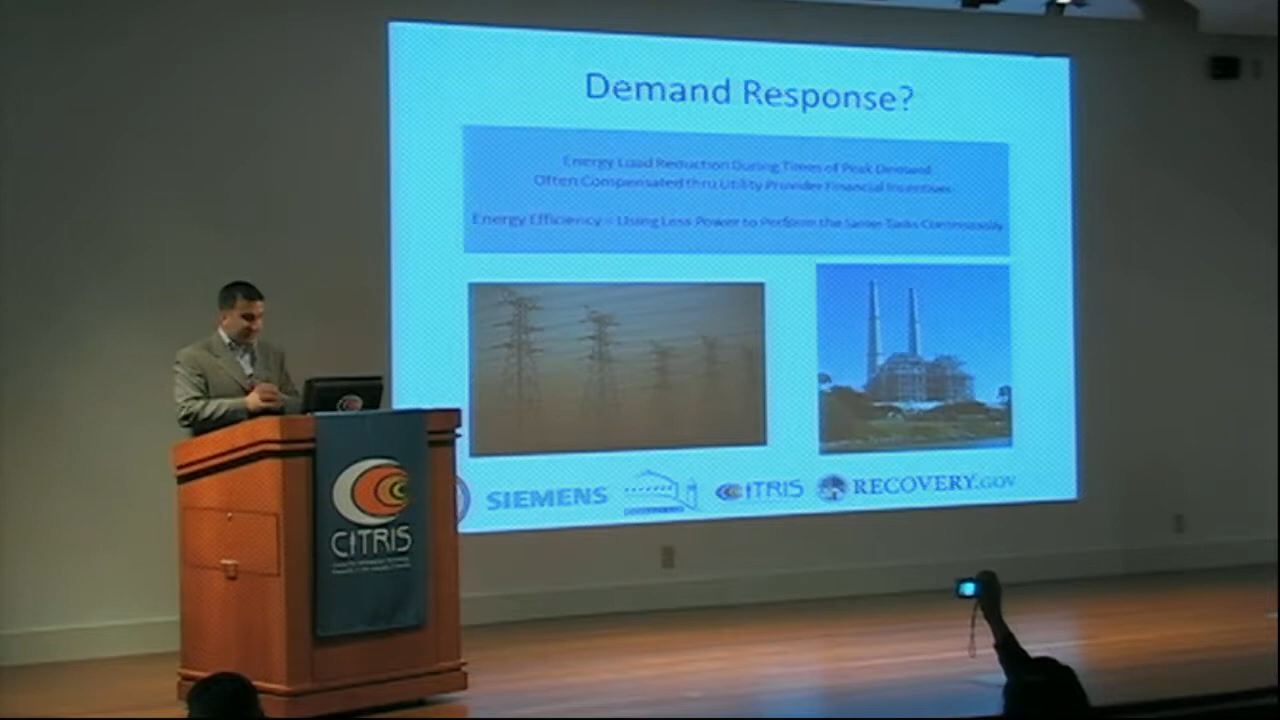 Demand Response?
Energy Load Reduction During Times of Peak Demand
Often Compensated thru Utility Provider Financial Incentives
Energy Efficiency – Using Less Power to Perform the Same Tasks Continuously
SIEMENS
CITRIS
RECOVERY.GOV
CITRIS